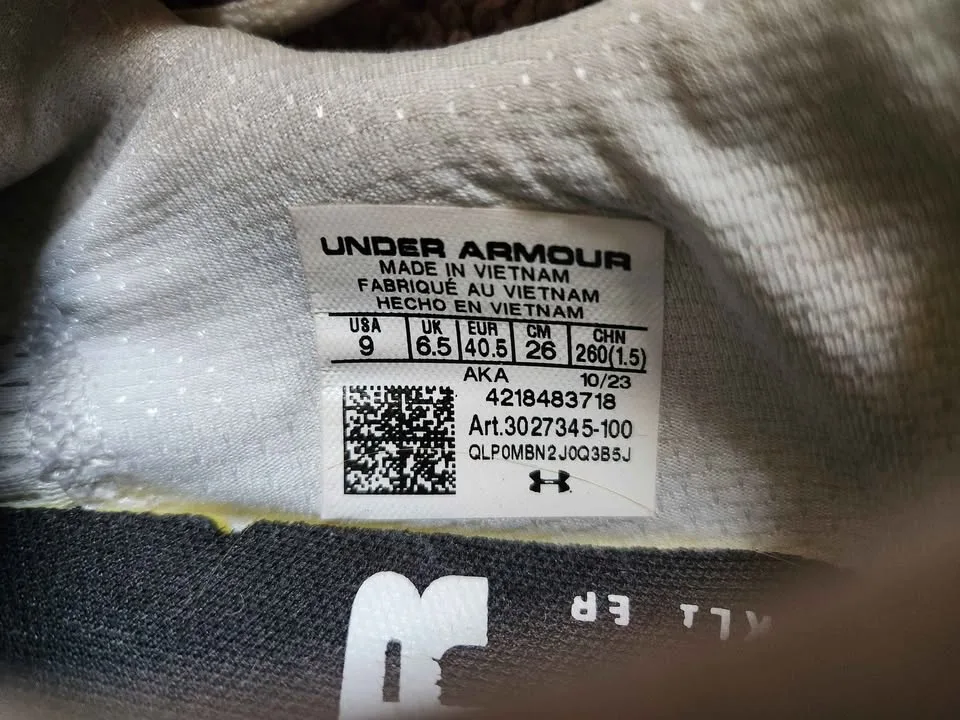 UNDER ARMOUR
MADE IN VIETNAM
FABRIQUÉ AU VIETNAM
HECHO EN VIETNAM
USA UK EUR CM CHN
9 6.5 40.5 26 260(1.5)
AKA 10/23
4218483718
Art.3027345-100
QLP0MBN2J0Q3B5J